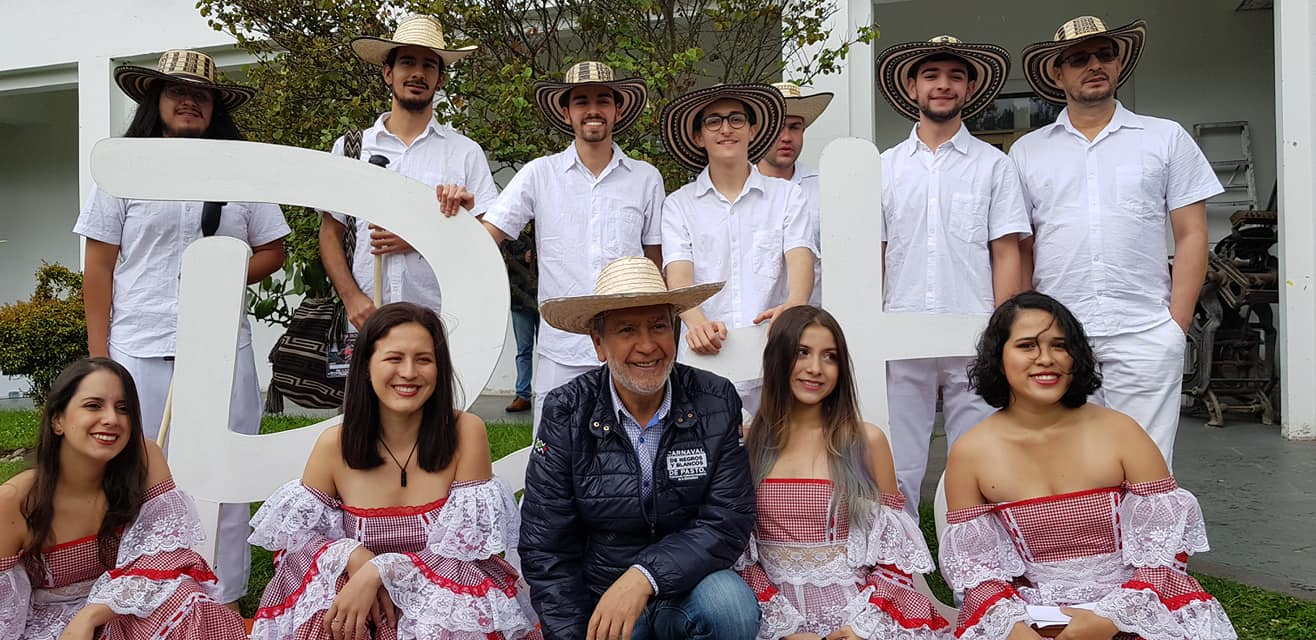 D
H
CARNAVAL
DE NEGROS Y BLANCOS
DE PASTO